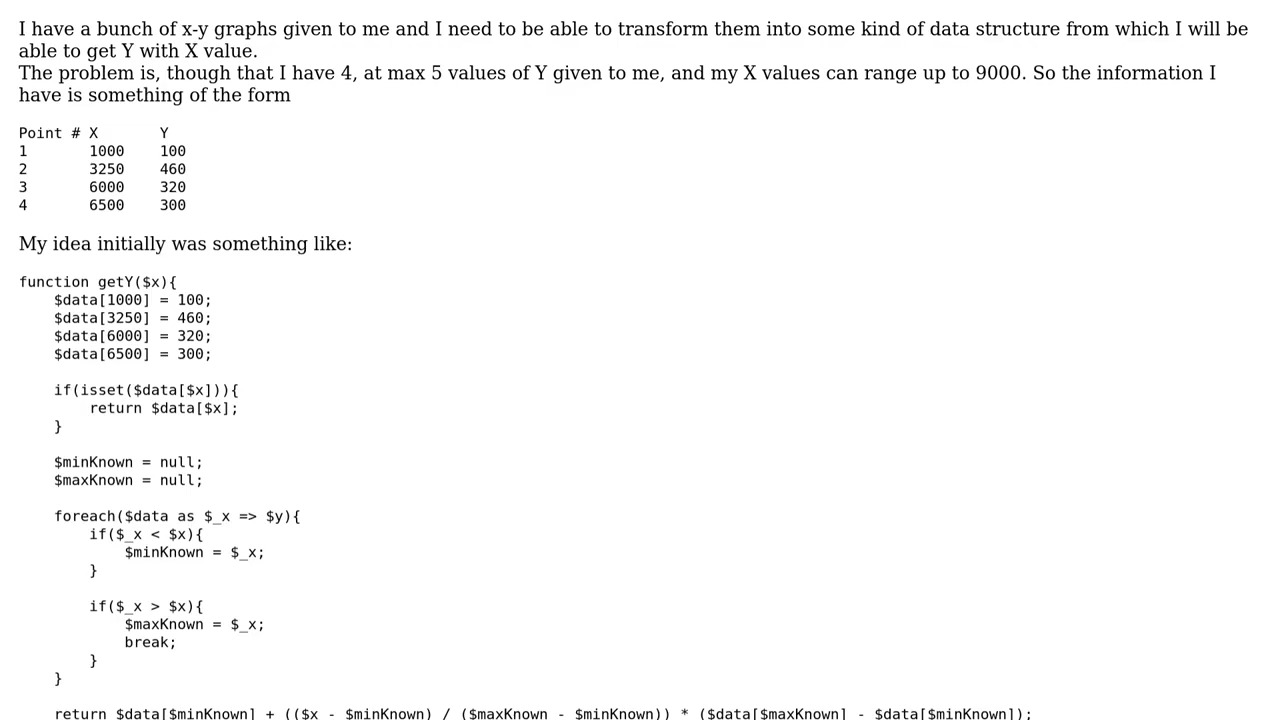 I have a bunch of x-y graphs given to me and I need to be able to transform them into some kind of data structure from which I will be
able to get Y with X value.
The problem is, though that I have 4, at max 5 values of Y given to me, and my X values can range up to 9000. So the information I
have is something of the form
Point # X       Y
1       1000    100
2       3250    460
3       6000    320
4       6500    300
My idea initially was something like:
function getY($x){
    $data[1000] = 100;
    $data[3250] = 460;
    $data[6000] = 320;
    $data[6500] = 300;
    if(isset($data[$x])){
        return $data[$x];
    }
    $minKnown = null;
    $maxKnown = null;
    foreach($data as $_x => $y){
        if($_x < $x){
            $minKnown = $_x;
        }
        if($_x > $x){
            $maxKnown = $_x;
            break;
        }
    }
    return $data[$minKnown] + (($x - $minKnown) / ($maxKnown - $minKnown)) * ($data[$maxKnown] - $data[$minKnown]);